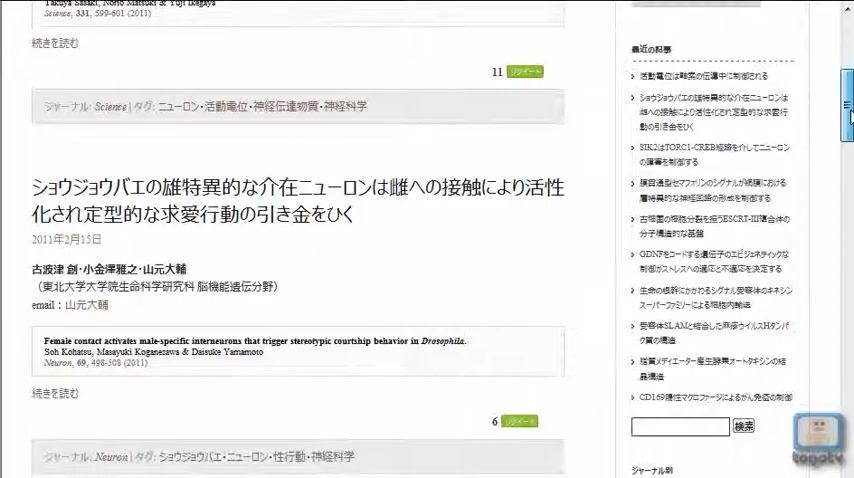 Takuya Sasaki, Norio Matsuki & Yuji Ikegaya
Science, 331, 599-601 (2011)
続きを読む
11 リツイート
ジャーナル: Science | タグ: ニューロン・活動電位・神経伝達物質・神経科学
ショウジョウバエの雄特異的な介在ニューロンは雌への接触により活性
化され定型的な求愛行動の引き金をひく
2011年2月15日
古波津 創・小金澤雅之・山元大輔
（東北大学大学院生命科学研究科 脳機能遺伝分野）
email：山元大輔
Female contact activates male-specific interneurons that trigger stereotypic courtship behavior in Drosophila.
Soh Kohatsu, Masayuki Koganezawa & Daisuke Yamamoto
Neuron, 69, 498-508 (2011)
続きを読む
6 リツイート
ジャーナル: Neuron | タグ: ショウジョウバエ・ニューロン・性行動・神経科学
最近の記事
活動電位は軸索の伝導中に制御される
ショウジョウバエの雄特異的な介在ニューロンは
雌への接触により活性化され定型的な求愛行
動の引き金をひく
SIK2はTORC1-CREB経路を介してニューロン
の障害を制御する
膜貫通型セマフォリンのシグナルが網膜における
層特異的な神経回路の形成を制御する
古細菌の細胞分裂を担うESCRT-III複合体の
分子構造的な基盤
GDNFをコードする遺伝子のエピジェネティックな
制御がストレスへの適応と不適応を決定する
生命の根幹にかかわるシグナル受容体のキネシン
スーパーファミリーによる細胞内輸送
受容体SLAMと結合した麻疹ウイルスHタンパ
ク質の構造
脂質メディエーター産生酵素オートタキシンの結
晶構造
CD169陽性マクロファージによるがん免疫の制御
検索
ジャーナル別
togotv